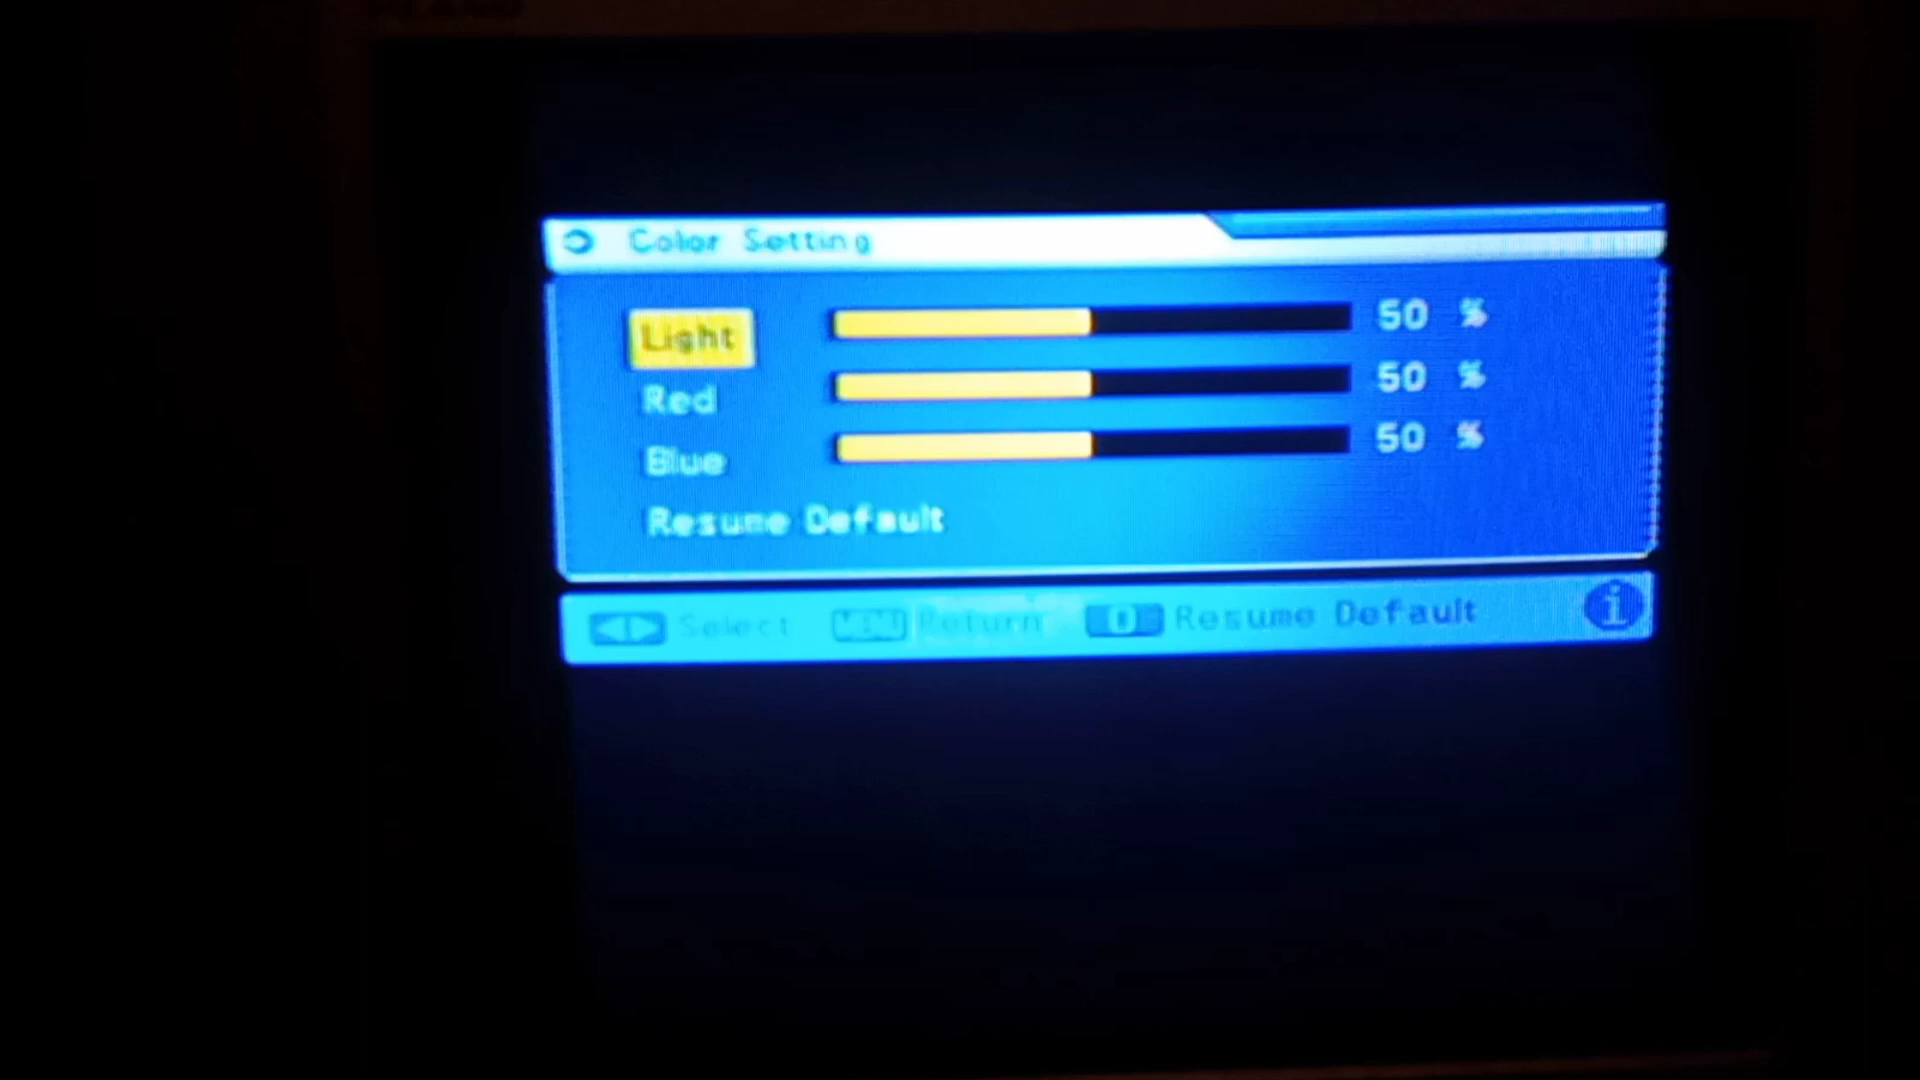 Color Setting
Light 50 %
Red 50 %
Blue 50 %
Resume Default
Select Return 0 Resume Default i